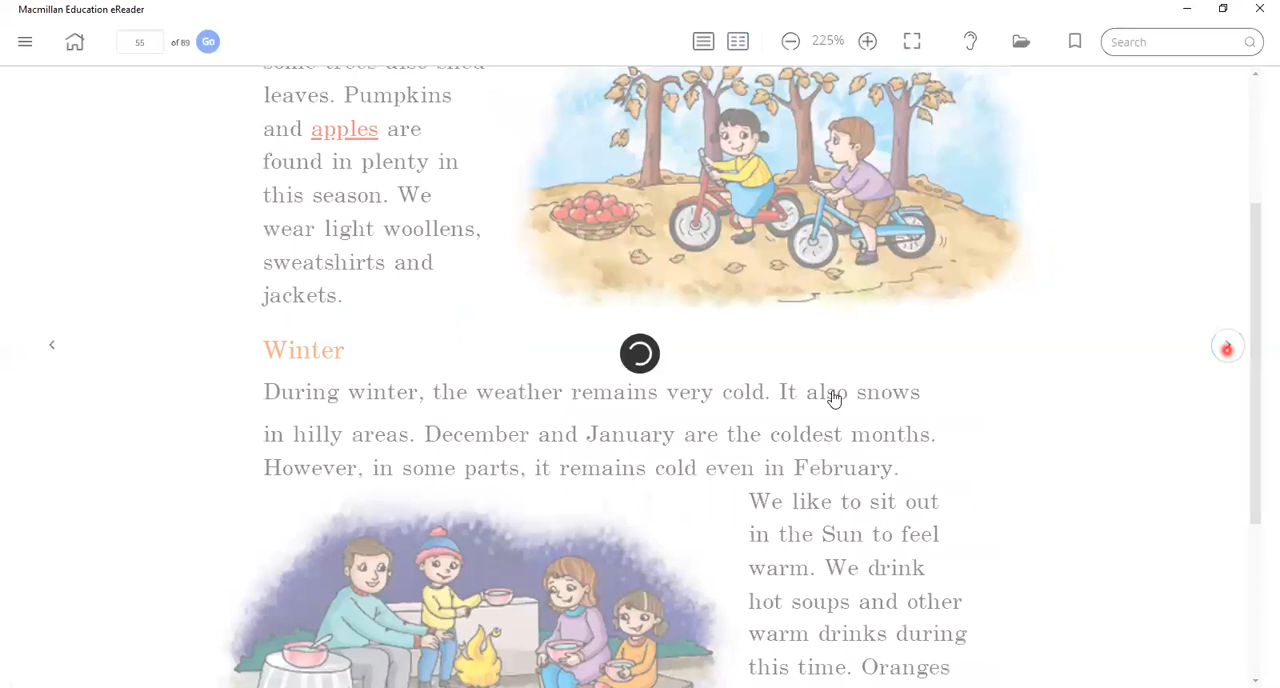 Macmillan Education eReader
55 of 89 Go
225%
Search
some trees also shed
leaves. Pumpkins
and apples are
found in plenty in
this season. We
wear light woollens,
sweatshirts and
jackets.
Winter
During winter, the weather remains very cold. It also snows
in hilly areas. December and January are the coldest months.
However, in some parts, it remains cold even in February.
We like to sit out
in the Sun to feel
warm. We drink
hot soups and other
warm drinks during
this time. Oranges